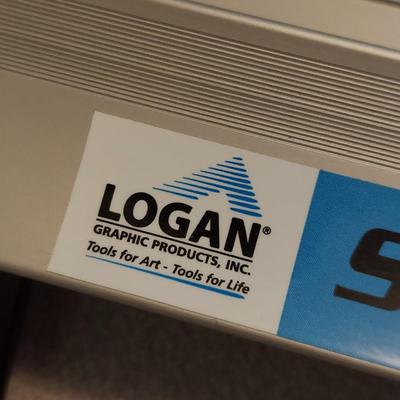 LOGAN®
GRAPHIC PRODUCTS, INC.
Tools for Art - Tools for Life
S